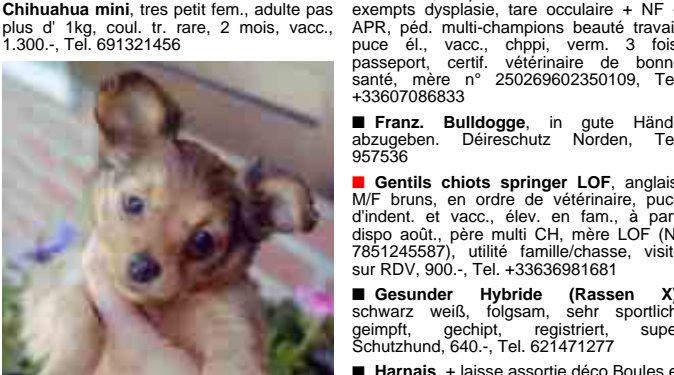 Chihuahua mini, tres petit fem., adulte pas
plus d' 1kg, coul. tr. rare, 2 mois, vacc.,
1.300.-, Tel. 691321456
exempts dysplasie, tare occulaire + NF
APR, péd. multi-champions beauté travai
puce él., vacc., chppi, verm. 3 fois
passeport, certif. vétérinaire de bonn
santé, mère n° 250269602350109, Te
+33607086833
■ Franz. Bulldogge, in gute Händ
abzugeben. Déireschutz Norden, Te
957536
■ Gentils chiots springer LOF, anglais
M/F bruns, en ordre de vétérinaire, puc
d'indent. et vacc., élev. en fam., à par
dispo août., père multi CH, mère LOF (N
7851245587), utilité famille/chasse, visit
sur RDV, 900.-, Tel. +33636981681
■ Gesunder Hybride (Rassen X)
schwarz weiß, folgsam, sehr sportlich
geimpft, gechipt, registriert, supe
Schutzhund, 640.-, Tel. 621471277
■ Harnais, + laisse assortie déco Boules e